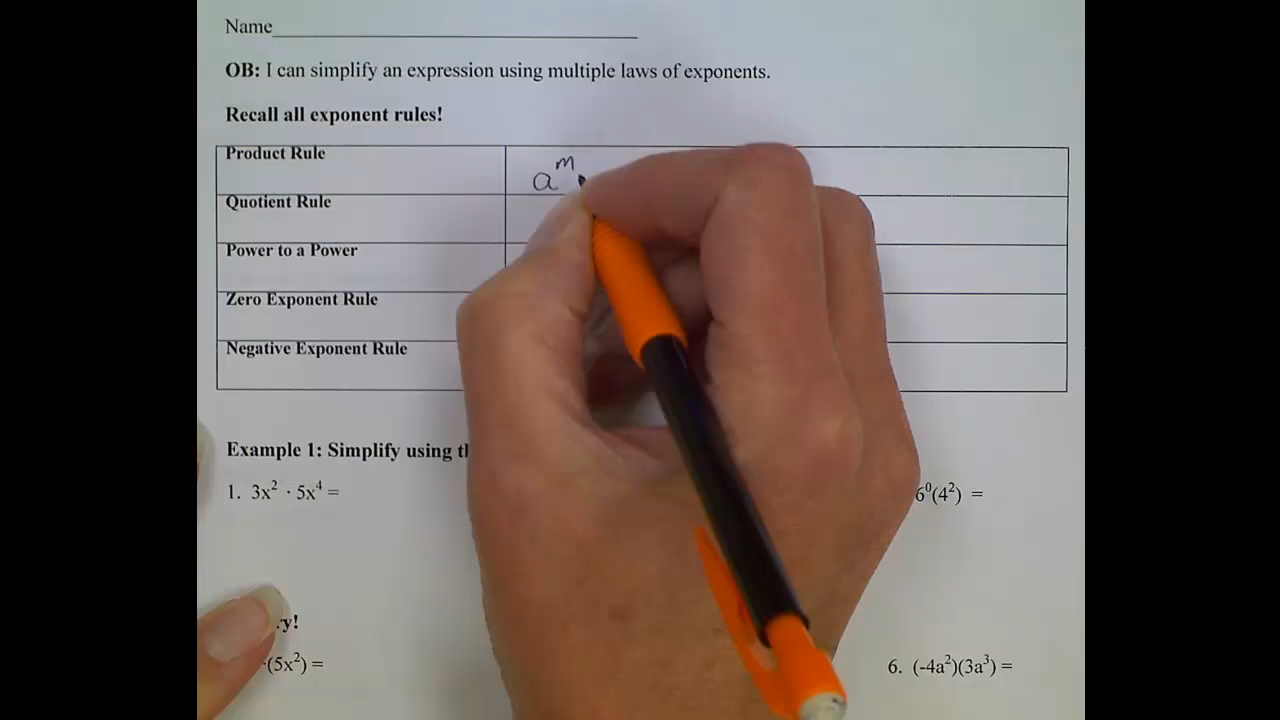 Name
OB: I can simplify an expression using multiple laws of exponents.
Recall all exponent rules!
Product Rule
aᵐ ·
Quotient Rule
Power to a Power
Zero Exponent Rule
Negative Exponent Rule
Example 1: Simplify using
1. 3x² · 5x⁴ =
6⁰(4²) =
(5x²) =
6. (-4a²)(3a³) =